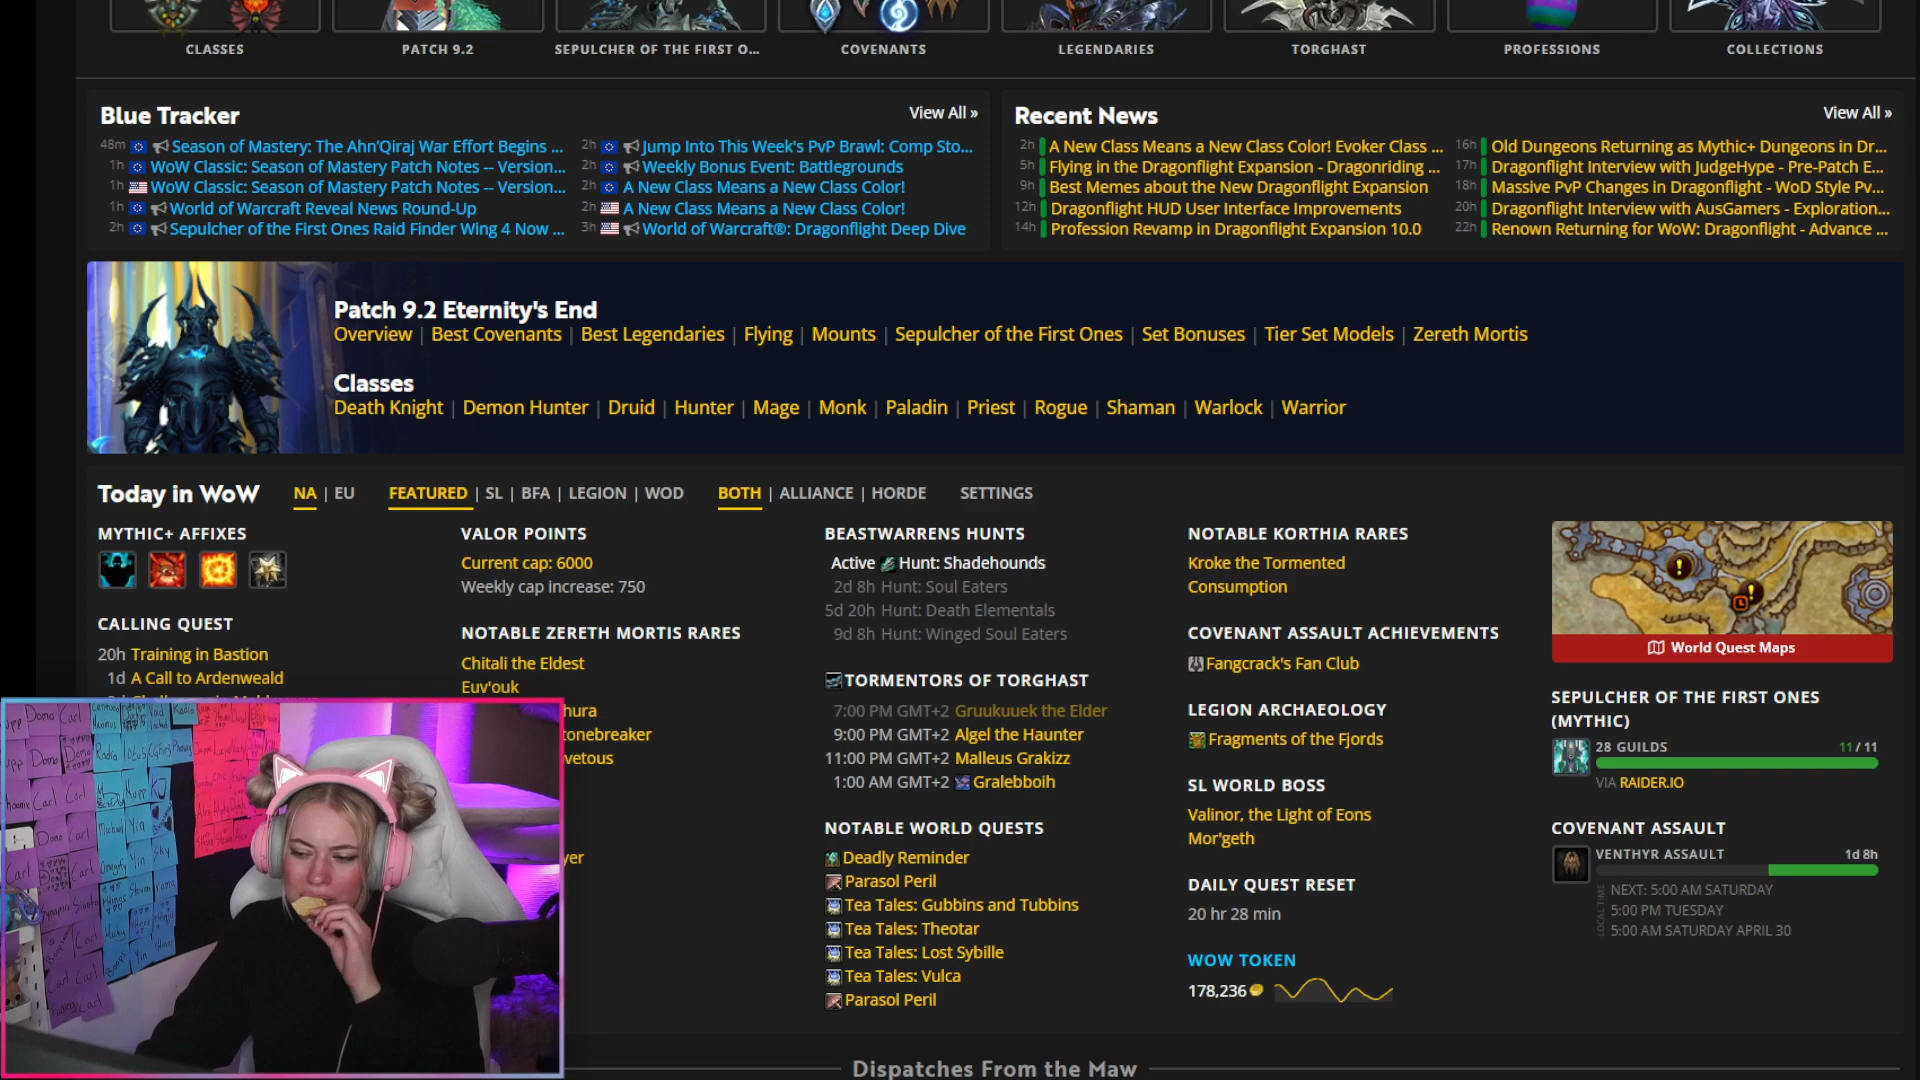 CLASSES
PATCH 9.2
SEPULCHER OF THE FIRST O...
COVENANTS
LEGENDARIES
TORGHAST
PROFESSIONS
COLLECTIONS
Blue Tracker
View All »
48m Season of Mastery: The Ahn'Qiraj War Effort Begins ...
1h WoW Classic: Season of Mastery Patch Notes -- Version...
1h WoW Classic: Season of Mastery Patch Notes -- Version...
1h World of Warcraft Reveal News Round-Up
2h Sepulcher of the First Ones Raid Finder Wing 4 Now ...
2h Jump Into This Week's PvP Brawl: Comp Sto...
2h Weekly Bonus Event: Battlegrounds
2h A New Class Means a New Class Color!
2h A New Class Means a New Class Color!
3h World of Warcraft®: Dragonflight Deep Dive
Recent News
View All »
2h A New Class Means a New Class Color! Evoker Class ...
5h Flying in the Dragonflight Expansion - Dragonriding ...
9h Best Memes about the New Dragonflight Expansion
12h Dragonflight HUD User Interface Improvements
14h Profession Revamp in Dragonflight Expansion 10.0
16h Old Dungeons Returning as Mythic+ Dungeons in Dr...
17h Dragonflight Interview with JudgeHype - Pre-Patch E...
18h Massive PvP Changes in Dragonflight - WoD Style Pv...
20h Dragonflight Interview with AusGamers - Exploration...
22h Renown Returning for WoW: Dragonflight - Advance ...
Patch 9.2 Eternity's End
Overview | Best Covenants | Best Legendaries | Flying | Mounts | Sepulcher of the First Ones | Set Bonuses | Tier Set Models | Zereth Mortis
Classes
Death Knight | Demon Hunter | Druid | Hunter | Mage | Monk | Paladin | Priest | Rogue | Shaman | Warlock | Warrior
Today in WoW NA | EU FEATURED | SL | BFA | LEGION | WOD BOTH | ALLIANCE | HORDE SETTINGS
MYTHIC+ AFFIXES
CALLING QUEST
20h Training in Bastion
1d A Call to Ardenweald
VALOR POINTS
Current cap: 6000
Weekly cap increase: 750
NOTABLE ZERETH MORTIS RARES
Chitali the Eldest
Euv'ouk
hura
tonebreaker
vetous
yer
BEASTWARRENS HUNTS
Active Hunt: Shadehounds
2d 8h Hunt: Soul Eaters
5d 20h Hunt: Death Elementals
9d 8h Hunt: Winged Soul Eaters
TORMENTORS OF TORGHAST
7:00 PM GMT+2 Gruukuuek the Elder
9:00 PM GMT+2 Algel the Haunter
11:00 PM GMT+2 Malleus Grakizz
1:00 AM GMT+2 Gralebboih
NOTABLE WORLD QUESTS
Deadly Reminder
Parasol Peril
Tea Tales: Gubbins and Tubbins
Tea Tales: Theotar
Tea Tales: Lost Sybille
Tea Tales: Vulca
Parasol Peril
NOTABLE KORTHIA RARES
Kroke the Tormented
Consumption
COVENANT ASSAULT ACHIEVEMENTS
Fangcrack's Fan Club
LEGION ARCHAEOLOGY
Fragments of the Fjords
SL WORLD BOSS
Valinor, the Light of Eons
Mor'geth
DAILY QUEST RESET
20 hr 28 min
WOW TOKEN
178,236
World Quest Maps
SEPULCHER OF THE FIRST ONES
(MYTHIC)
28 GUILDS 11 / 11
VIA RAIDER.IO
COVENANT ASSAULT
VENTHYR ASSAULT 1d 8h
LOCAL TIME
NEXT: 5:00 AM SATURDAY
5:00 PM TUESDAY
5:00 AM SATURDAY APRIL 30
Dispatches From the Maw